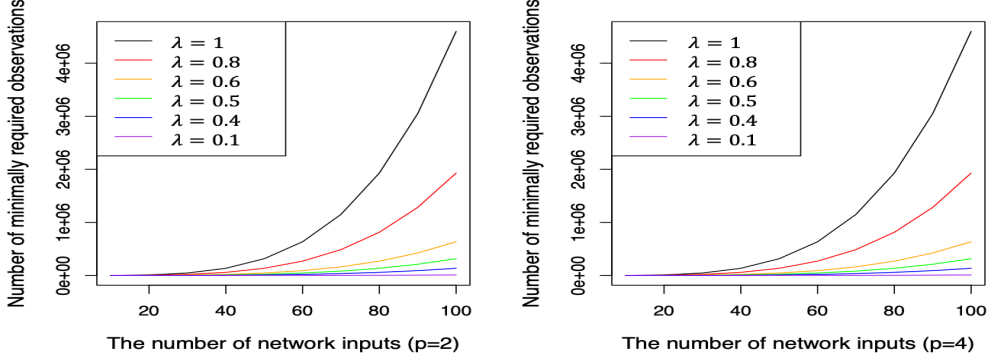 Number of minimally required observations
4e+06
3e+06
2e+06
1e+06
0e+00
λ = 1
λ = 0.8
λ = 0.6
λ = 0.5
λ = 0.4
λ = 0.1
20 40 60 80 100
The number of network inputs (p=2)
Number of minimally required observations
4e+06
3e+06
2e+06
1e+06
0e+00
λ = 1
λ = 0.8
λ = 0.6
λ = 0.5
λ = 0.4
λ = 0.1
20 40 60 80 100
The number of network inputs (p=4)